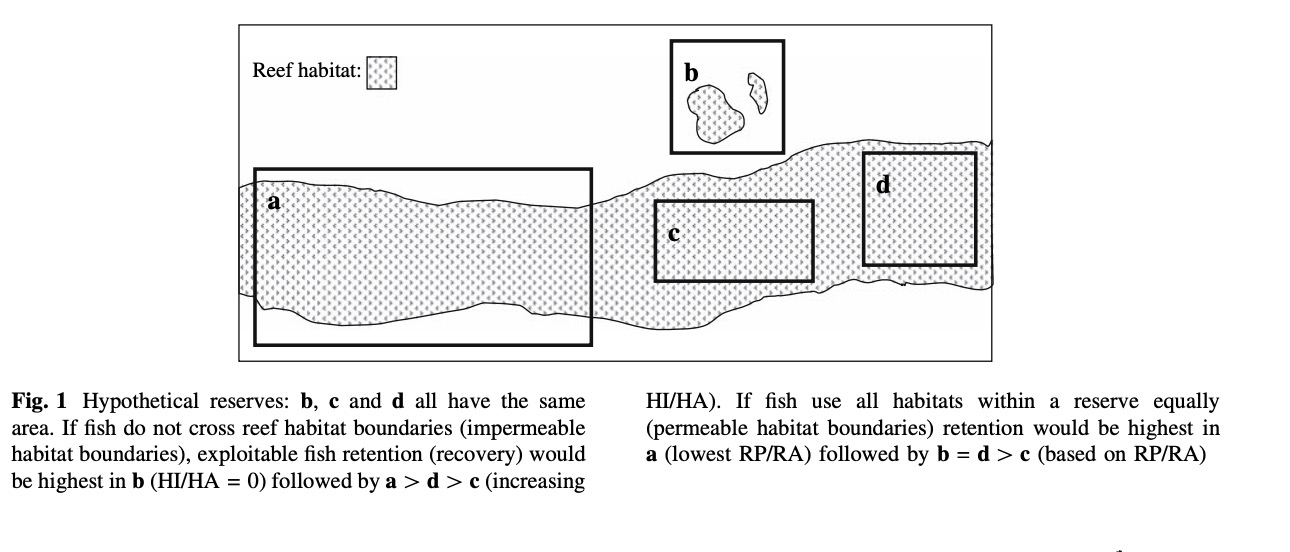 Reef habitat:
b
a
d
c
Fig. 1 Hypothetical reserves: b, c and d all have the same
area. If fish do not cross reef habitat boundaries (impermeable
habitat boundaries), exploitable fish retention (recovery) would
be highest in b (HI/HA = 0) followed by a > d > c (increasing
HI/HA). If fish use all habitats within a reserve equally
(permeable habitat boundaries) retention would be highest in
a (lowest RP/RA) followed by b = d > c (based on RP/RA)